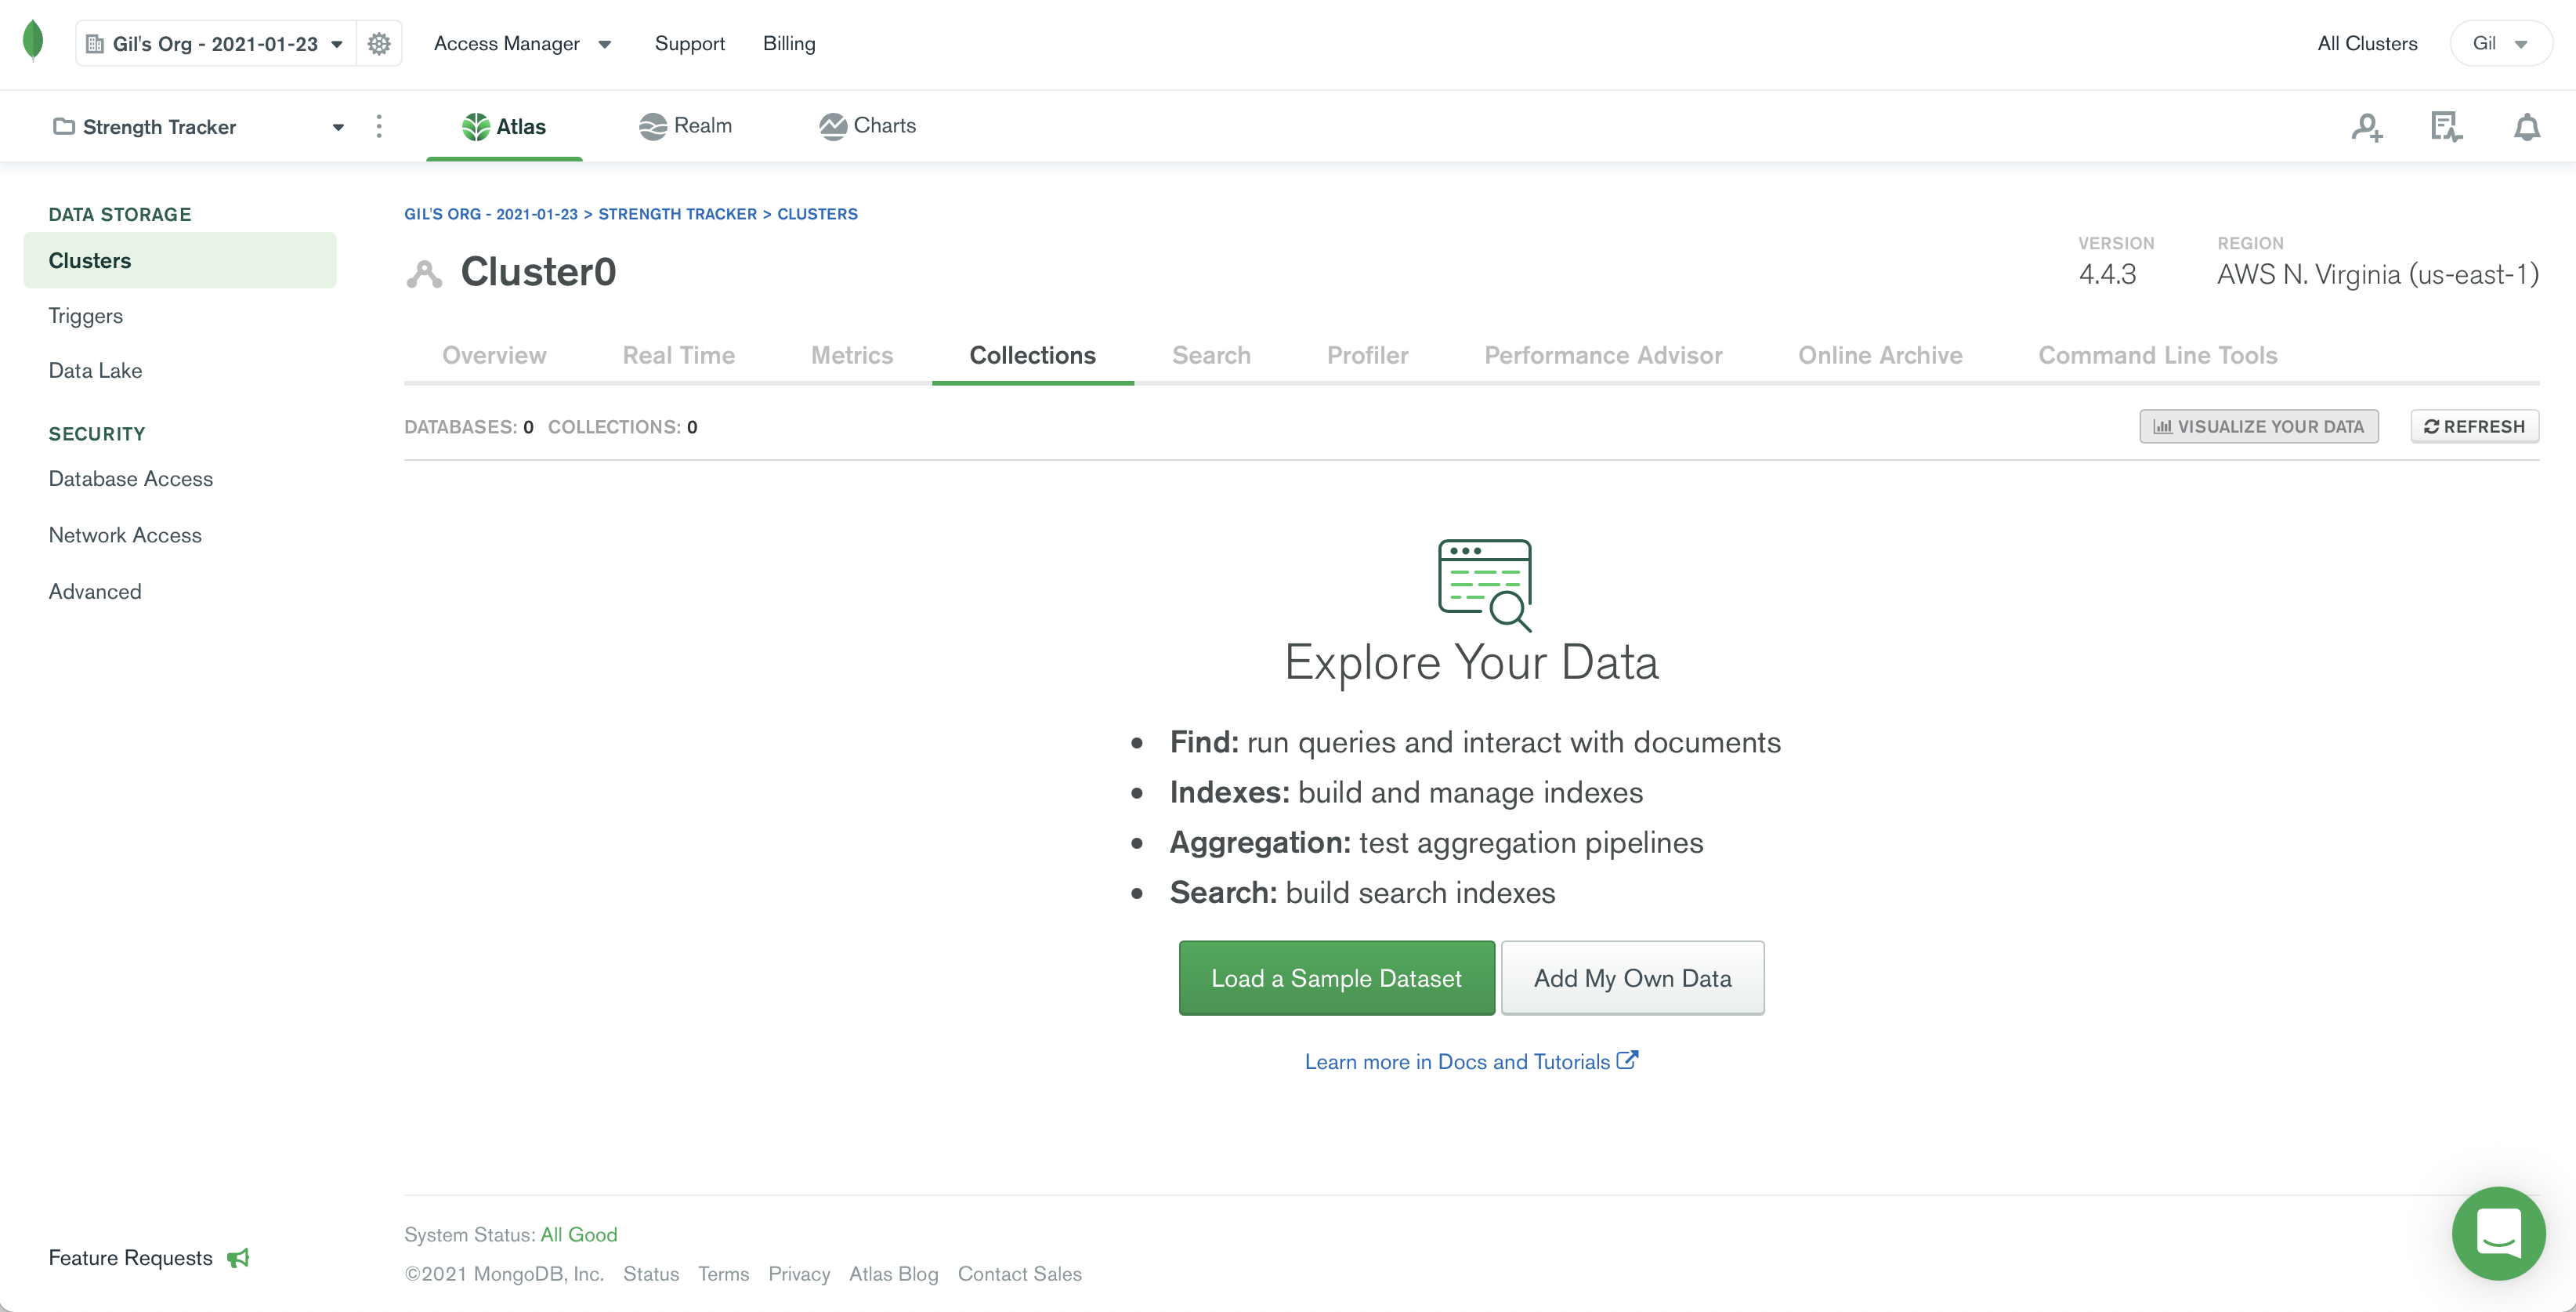 Gil's Org - 2021-01-23
Access Manager
Support
Billing
All Clusters
Gil
Strength Tracker
Atlas
Realm
Charts
DATA STORAGE
Clusters
Triggers
Data Lake
SECURITY
Database Access
Network Access
Advanced
GIL'S ORG - 2021-01-23 > STRENGTH TRACKER > CLUSTERS
Cluster0
VERSION
4.4.3
REGION
AWS N. Virginia (us-east-1)
Overview
Real Time
Metrics
Collections
Search
Profiler
Performance Advisor
Online Archive
Command Line Tools
DATABASES: 0 COLLECTIONS: 0
VISUALIZE YOUR DATA
REFRESH
Explore Your Data
• Find: run queries and interact with documents
• Indexes: build and manage indexes
• Aggregation: test aggregation pipelines
• Search: build search indexes
Load a Sample Dataset
Add My Own Data
Learn more in Docs and Tutorials
Feature Requests
System Status: All Good
©2021 MongoDB, Inc. Status Terms Privacy Atlas Blog Contact Sales